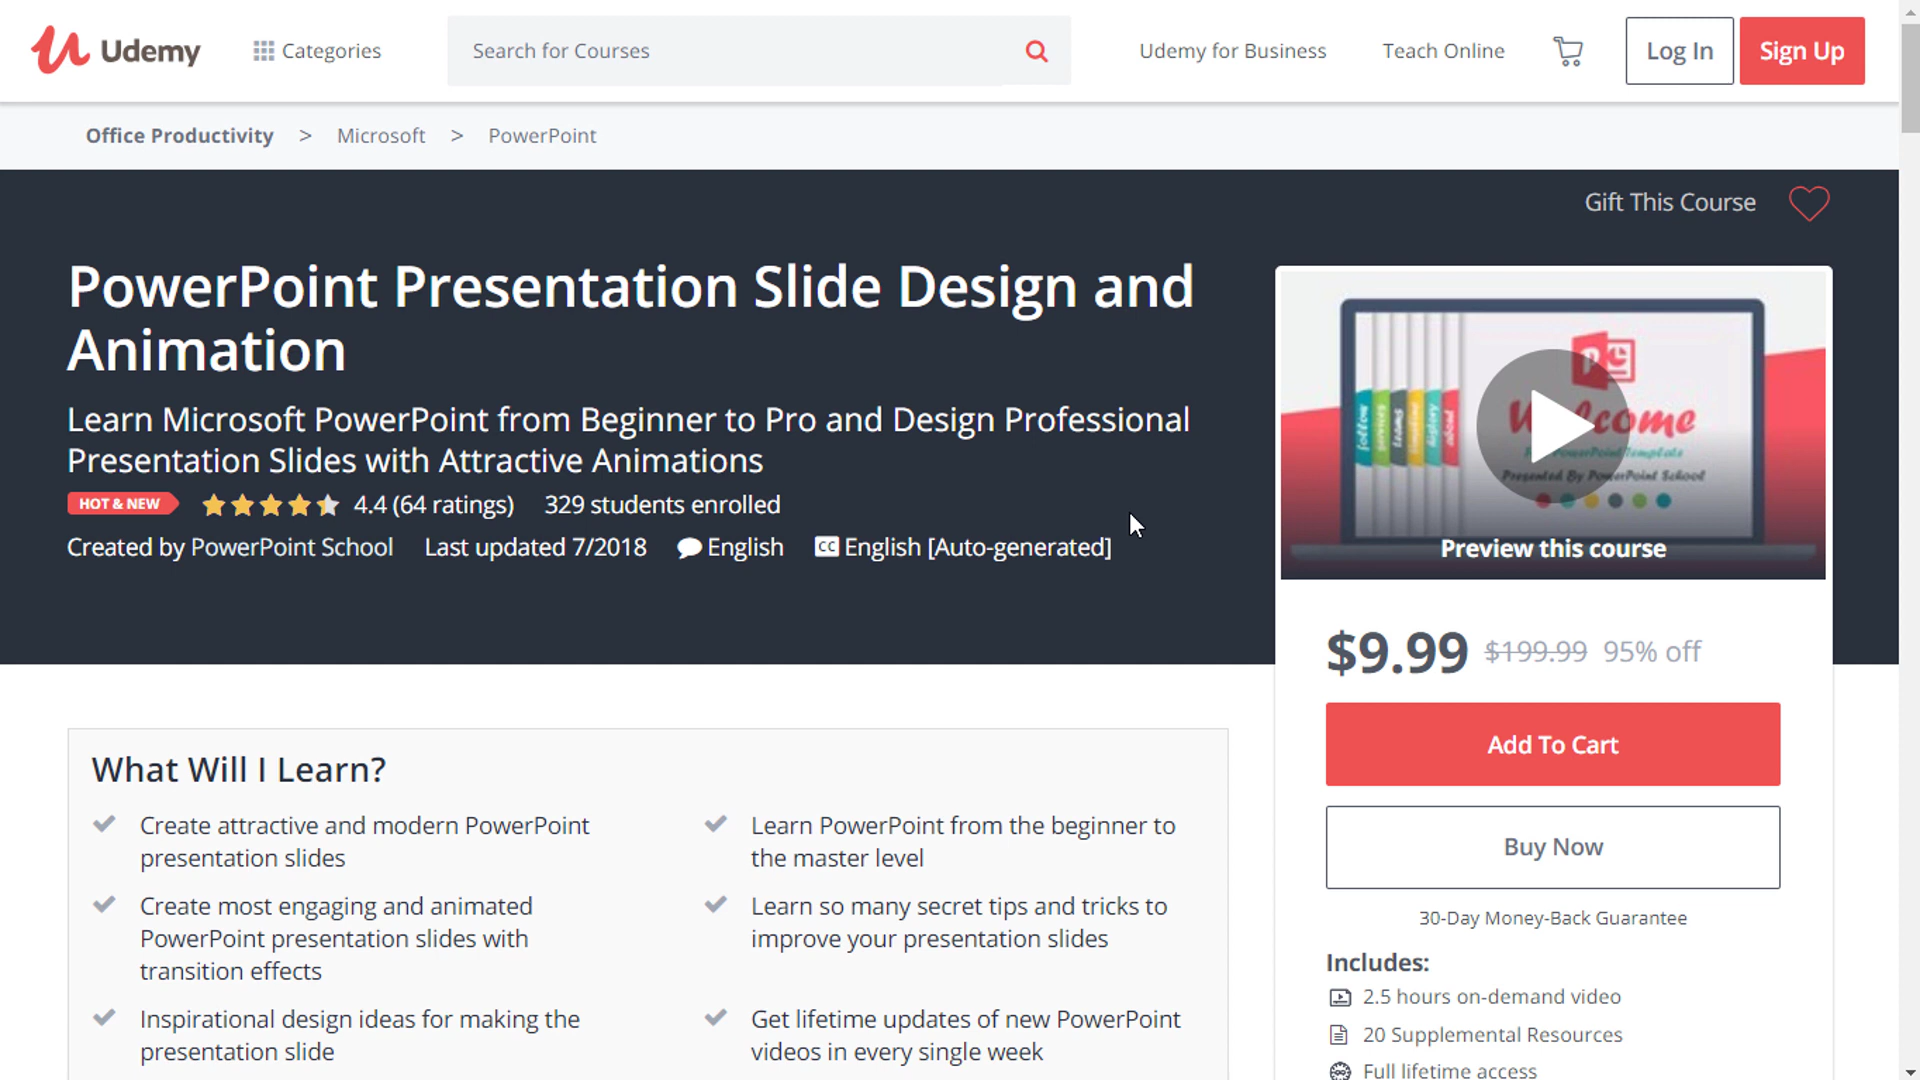 Udemy
Categories
Search for Courses
Udemy for Business
Teach Online
Log In
Sign Up
Office Productivity > Microsoft > PowerPoint
Gift This Course
PowerPoint Presentation Slide Design and
Animation
Learn Microsoft PowerPoint from Beginner to Pro and Design Professional
Presentation Slides with Attractive Animations
HOT & NEW
4.4 (64 ratings)
329 students enrolled
Created by PowerPoint School
Last updated 7/2018
English
CC English [Auto-generated]
Welcome
PowerPoint Template
Presented By PowerPoint School
Preview this course
$9.99 $199.99 95% off
Add To Cart
Buy Now
30-Day Money-Back Guarantee
Includes:
2.5 hours on-demand video
20 Supplemental Resources
Full lifetime access
What Will I Learn?
Create attractive and modern PowerPoint
presentation slides
Create most engaging and animated
PowerPoint presentation slides with
transition effects
Inspirational design ideas for making the
presentation slide
Learn PowerPoint from the beginner to
the master level
Learn so many secret tips and tricks to
improve your presentation slides
Get lifetime updates of new PowerPoint
videos in every single week